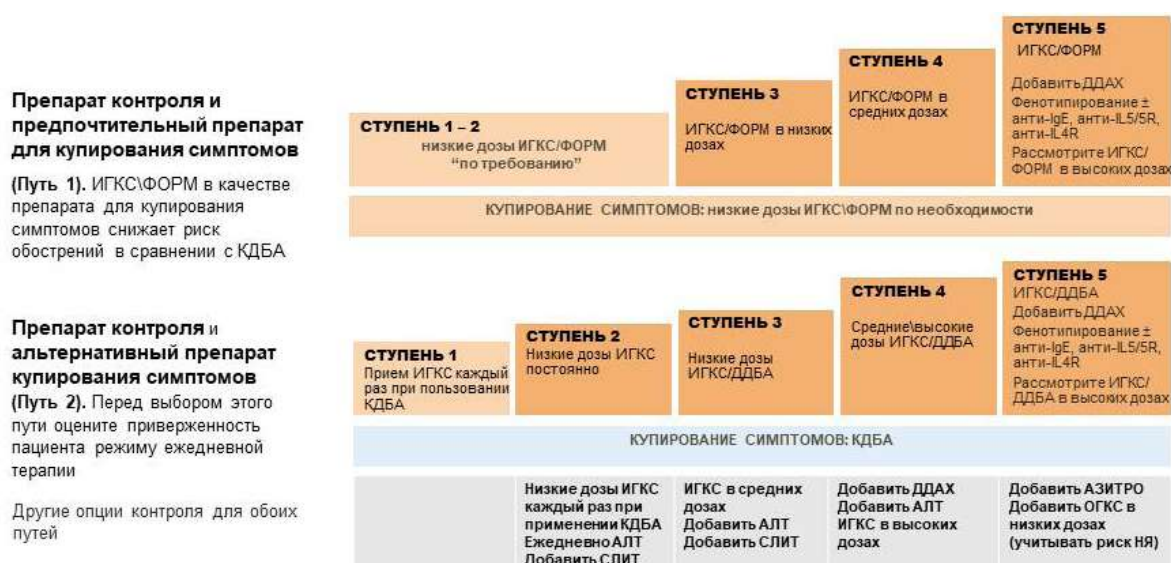 Препарат контроля и
предпочтительный препарат
для купирования симптомов
(Путь 1). ИГКС\ФОРМ в качестве
препарата для купирования
симптомов снижает риск
обострений в сравнении с КДБА
СТУПЕНЬ 1 – 2
низкие дозы ИГКС/ФОРМ
“по требованию”
СТУПЕНЬ 3
ИГКС/ФОРМ в низких
дозах
СТУПЕНЬ 4
ИГКС/ФОРМ в
средних дозах
СТУПЕНЬ 5
ИГКС/ФОРМ
Добавить ДДАХ
Фенотипирование ±
анти-IgE, анти-IL5/5R,
анти-IL4R
Рассмотрите ИГКС/
ФОРМ в высоких дозах
КУПИРОВАНИЕ СИМПТОМОВ: низкие дозы ИГКС\ФОРМ по необходимости
Препарат контроля и
альтернативный препарат
купирования симптомов
(Путь 2). Перед выбором этого
пути оцените приверженность
пациента режиму ежедневной
терапии
СТУПЕНЬ 1
Прием ИГКС каждый
раз при пользовании
КДБА
СТУПЕНЬ 2
Низкие дозы ИГКС
постоянно
СТУПЕНЬ 3
Низкие дозы
ИГКС/ДДБА
СТУПЕНЬ 4
Средние\высокие
дозы ИГКС/ДДБА
СТУПЕНЬ 5
ИГКС/ДДБА
Добавить ДДАХ
Фенотипирование ±
анти-IgE, анти-IL5/5R,
анти-IL4R
Рассмотрите ИГКС/
ДДБА в высоких дозах
КУПИРОВАНИЕ СИМПТОМОВ: КДБА
Другие опции контроля для обоих
путей
Низкие дозы ИГКС
каждый раз при
применении КДБА
Ежедневно АЛТ
Добавить СЛИТ
ИГКС в средних
дозах
Добавить АЛТ
Добавить СЛИТ
Добавить ДДАХ
Добавить АЛТ
ИГКС в высоких
дозах
Добавить АЗИТРО
Добавить ОГКС в
низких дозах
(учитывать риск НЯ)